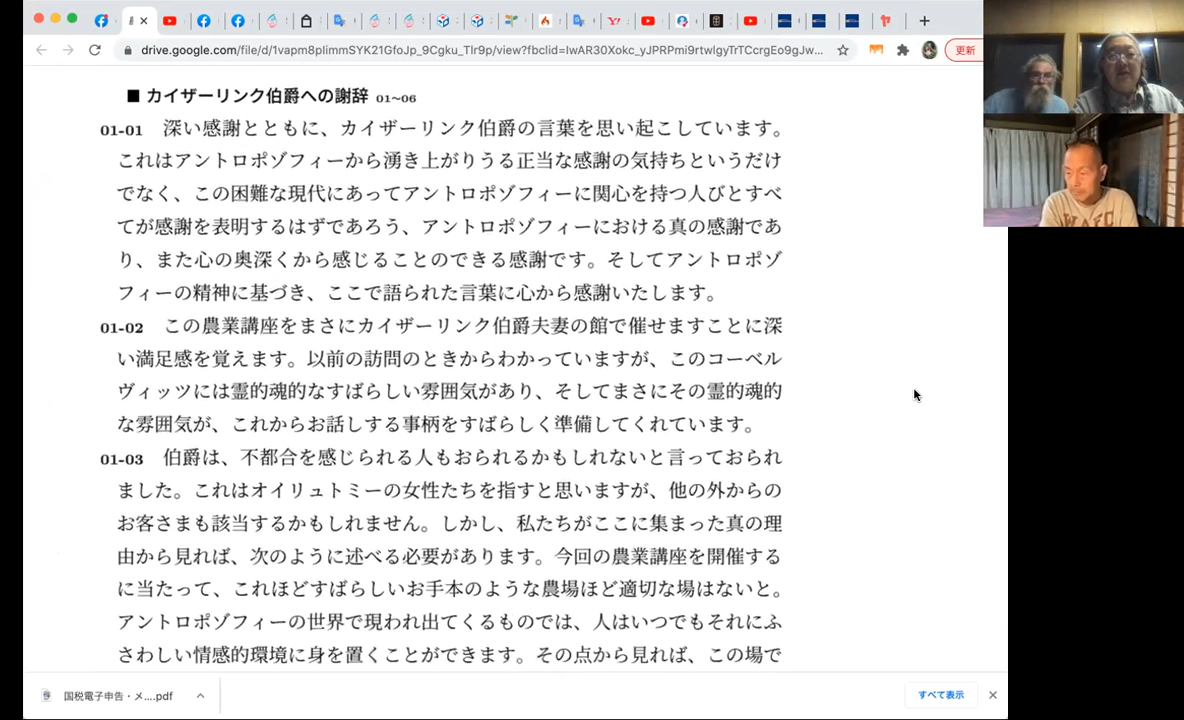 drive.google.com/file/d/1vapm8pIimmSYK21GfoJp_9Cgku_TIr9p/view?fbclid=IwAR30Xokc_yJPRPmi9rtwIgyTrTCcrgEo9gJw...
更新
■ カイザーリンク伯爵への謝辞 01〜06
01-01 深い感謝とともに、カイザーリンク伯爵の言葉を思い起こしています。
これはアントロポゾフィーから湧き上がりうる正当な感謝の気持ちというだけ
でなく、この困難な現代にあってアントロポゾフィーに関心を持つ人びとすべ
てが感謝を表明するはずであろう、アントロポゾフィーにおける真の感謝であ
り、また心の奥深くから感じることのできる感謝です。そしてアントロポゾ
フィーの精神に基づき、ここで語られた言葉に心から感謝いたします。
01-02 この農業講座をまさにカイザーリンク伯爵夫妻の館で催せますことに深
い満足感を覚えます。以前の訪問のときからわかっていますが、このコーベル
ヴィッツには霊的魂的なすばらしい雰囲気があり、そしてまさにその霊的魂的
な雰囲気が、これからお話しする事柄をすばらしく準備してくれています。
01-03 伯爵は、不都合を感じられる人もおられるかもしれないと言っておられ
ました。これはオイリュトミーの女性たちを指すと思いますが、他の外からの
お客さまも該当するかもしれません。しかし、私たちがここに集まった真の理
由から見れば、次のように述べる必要があります。今回の農業講座を開催する
に当たって、これほどすばらしいお手本のような農場ほど適切な場はないと。
アントロポゾフィーの世界で現われ出てくるものでは、人はいつでもそれにふ
さわしい情感的環境に身を置くことができます。その点から見れば、この場で
国税電子申告・メ....pdf
すべて表示